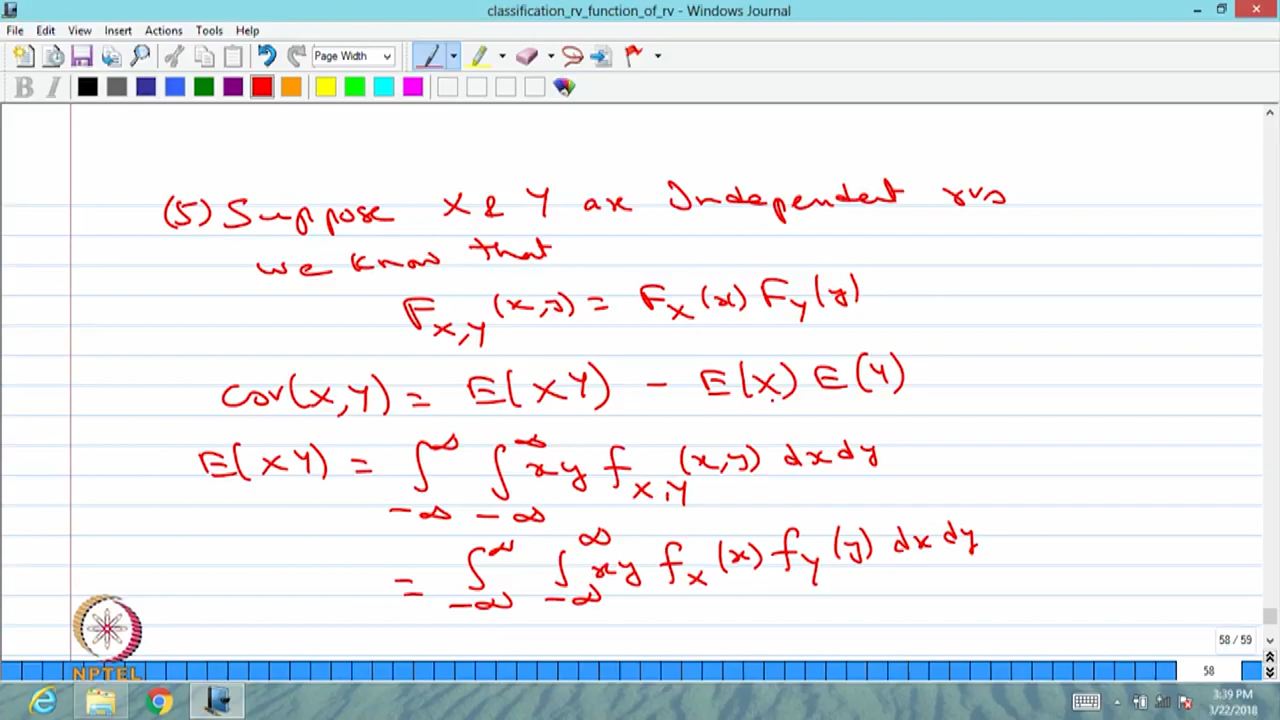 classification_rv_function_of_rv - Windows Journal
File Edit View Insert Actions Tools Help
Page Width
B I
(5) Suppose X & Y are Independent rvs
we know that
F_{X,Y}(x,y) = F_X(x) F_Y(y)
Cov(X,Y) = E(XY) - E(X) E(Y)
E(XY) = ∫_{-∞}^{∞} ∫_{-∞}^{∞} xy f_{X,Y}(x,y) dx dy
= ∫_{-∞}^{∞} ∫_{-∞}^{∞} xy f_X(x) f_Y(y) dx dy
58 / 59
NPTEL
58
3:39 PM
3/22/2018